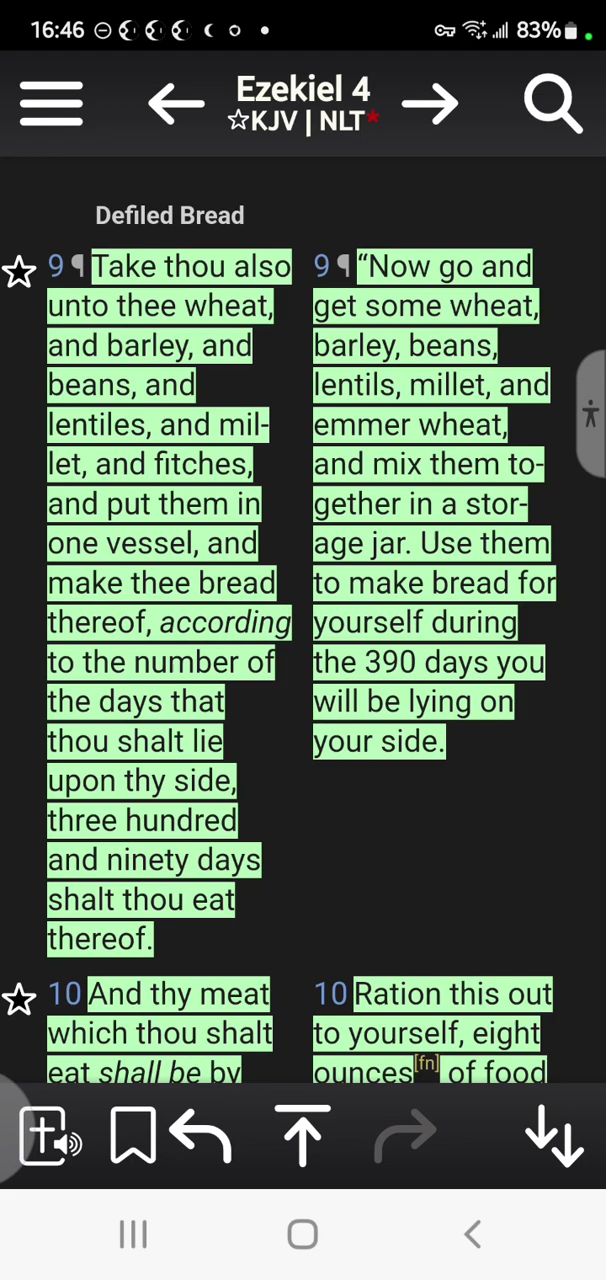 16:46
83%
Ezekiel 4
☆KJV | NLT*
Defiled Bread
9 ¶ Take thou also
unto thee wheat,
and barley, and
beans, and
lentiles, and mil-
let, and fitches,
and put them in
one vessel, and
make thee bread
thereof, according
to the number of
the days that
thou shalt lie
upon thy side,
three hundred
and ninety days
shalt thou eat
thereof.
9 ¶ “Now go and
get some wheat,
barley, beans,
lentils, millet, and
emmer wheat,
and mix them to-
gether in a stor-
age jar. Use them
to make bread for
yourself during
the 390 days you
will be lying on
your side.
10 And thy meat
which thou shalt
eat shall be by
10 Ration this out
to yourself, eight
ounces[fn] of food